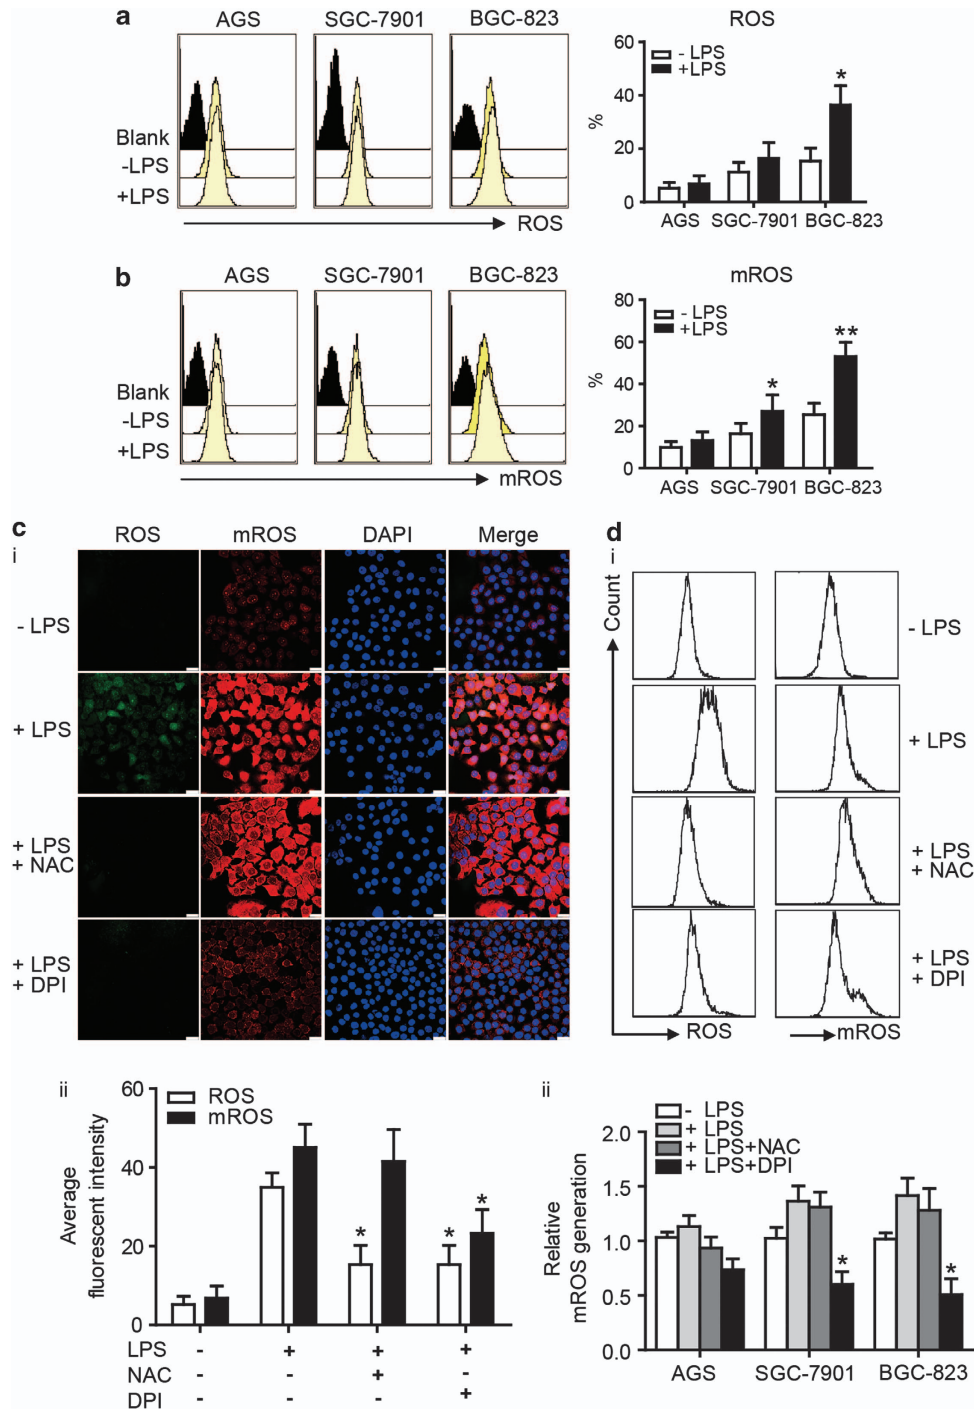 a AGS SGC-7901 BGC-823 ROS
60
- LPS
+LPS
40
*
%
Blank
20
-LPS
+LPS
0
AGS SGC-7901 BGC-823
ROS
b AGS SGC-7901 BGC-823 mROS
80
- LPS
+LPS
**
60
%
*
40
Blank
20
-LPS
+LPS
0
AGS SGC-7901 BGC-823
mROS
c ROS mROS DAPI Merge d
i i
Count
- LPS - LPS
+ LPS + LPS
+ LPS + LPS
+ NAC + NAC
+ LPS + LPS
+ DPI + DPI
ROS mROS
ii
60
ROS
mROS
Average
fluorescent intensity
40
* * *
20
0
LPS - + + +
NAC - - + -
DPI - - - +
ii
- LPS
+ LPS
+ LPS+NAC
+ LPS+DPI
2.0
Relative
mROS generation
1.5
1.0
* *
0.5
0.0
AGS SGC-7901 BGC-823